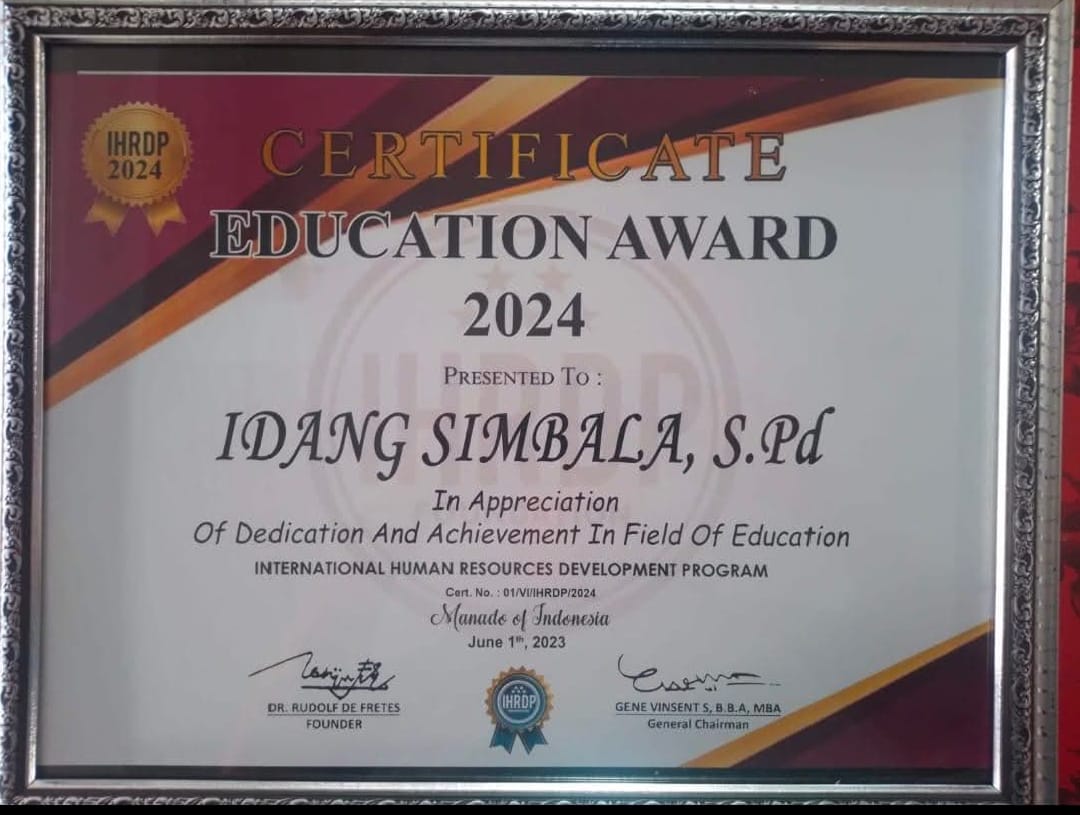 IHRDP
2024
CERTIFICATE
EDUCATION AWARD
2024
PRESENTED TO :
IDANG SIMBALA, S.Pd
In Appreciation
Of Dedication And Achievement In Field Of Education
INTERNATIONAL HUMAN RESOURCES DEVELOPMENT PROGRAM
Cert. No. : 01/VI/IHRDP/2024
Manado of Indonesia
June 1th, 2023
DR. RUDOLF DE FRETES
FOUNDER
IHRDP
GENE VINSENT S, B.B.A, MBA
General Chairman
IHRDP